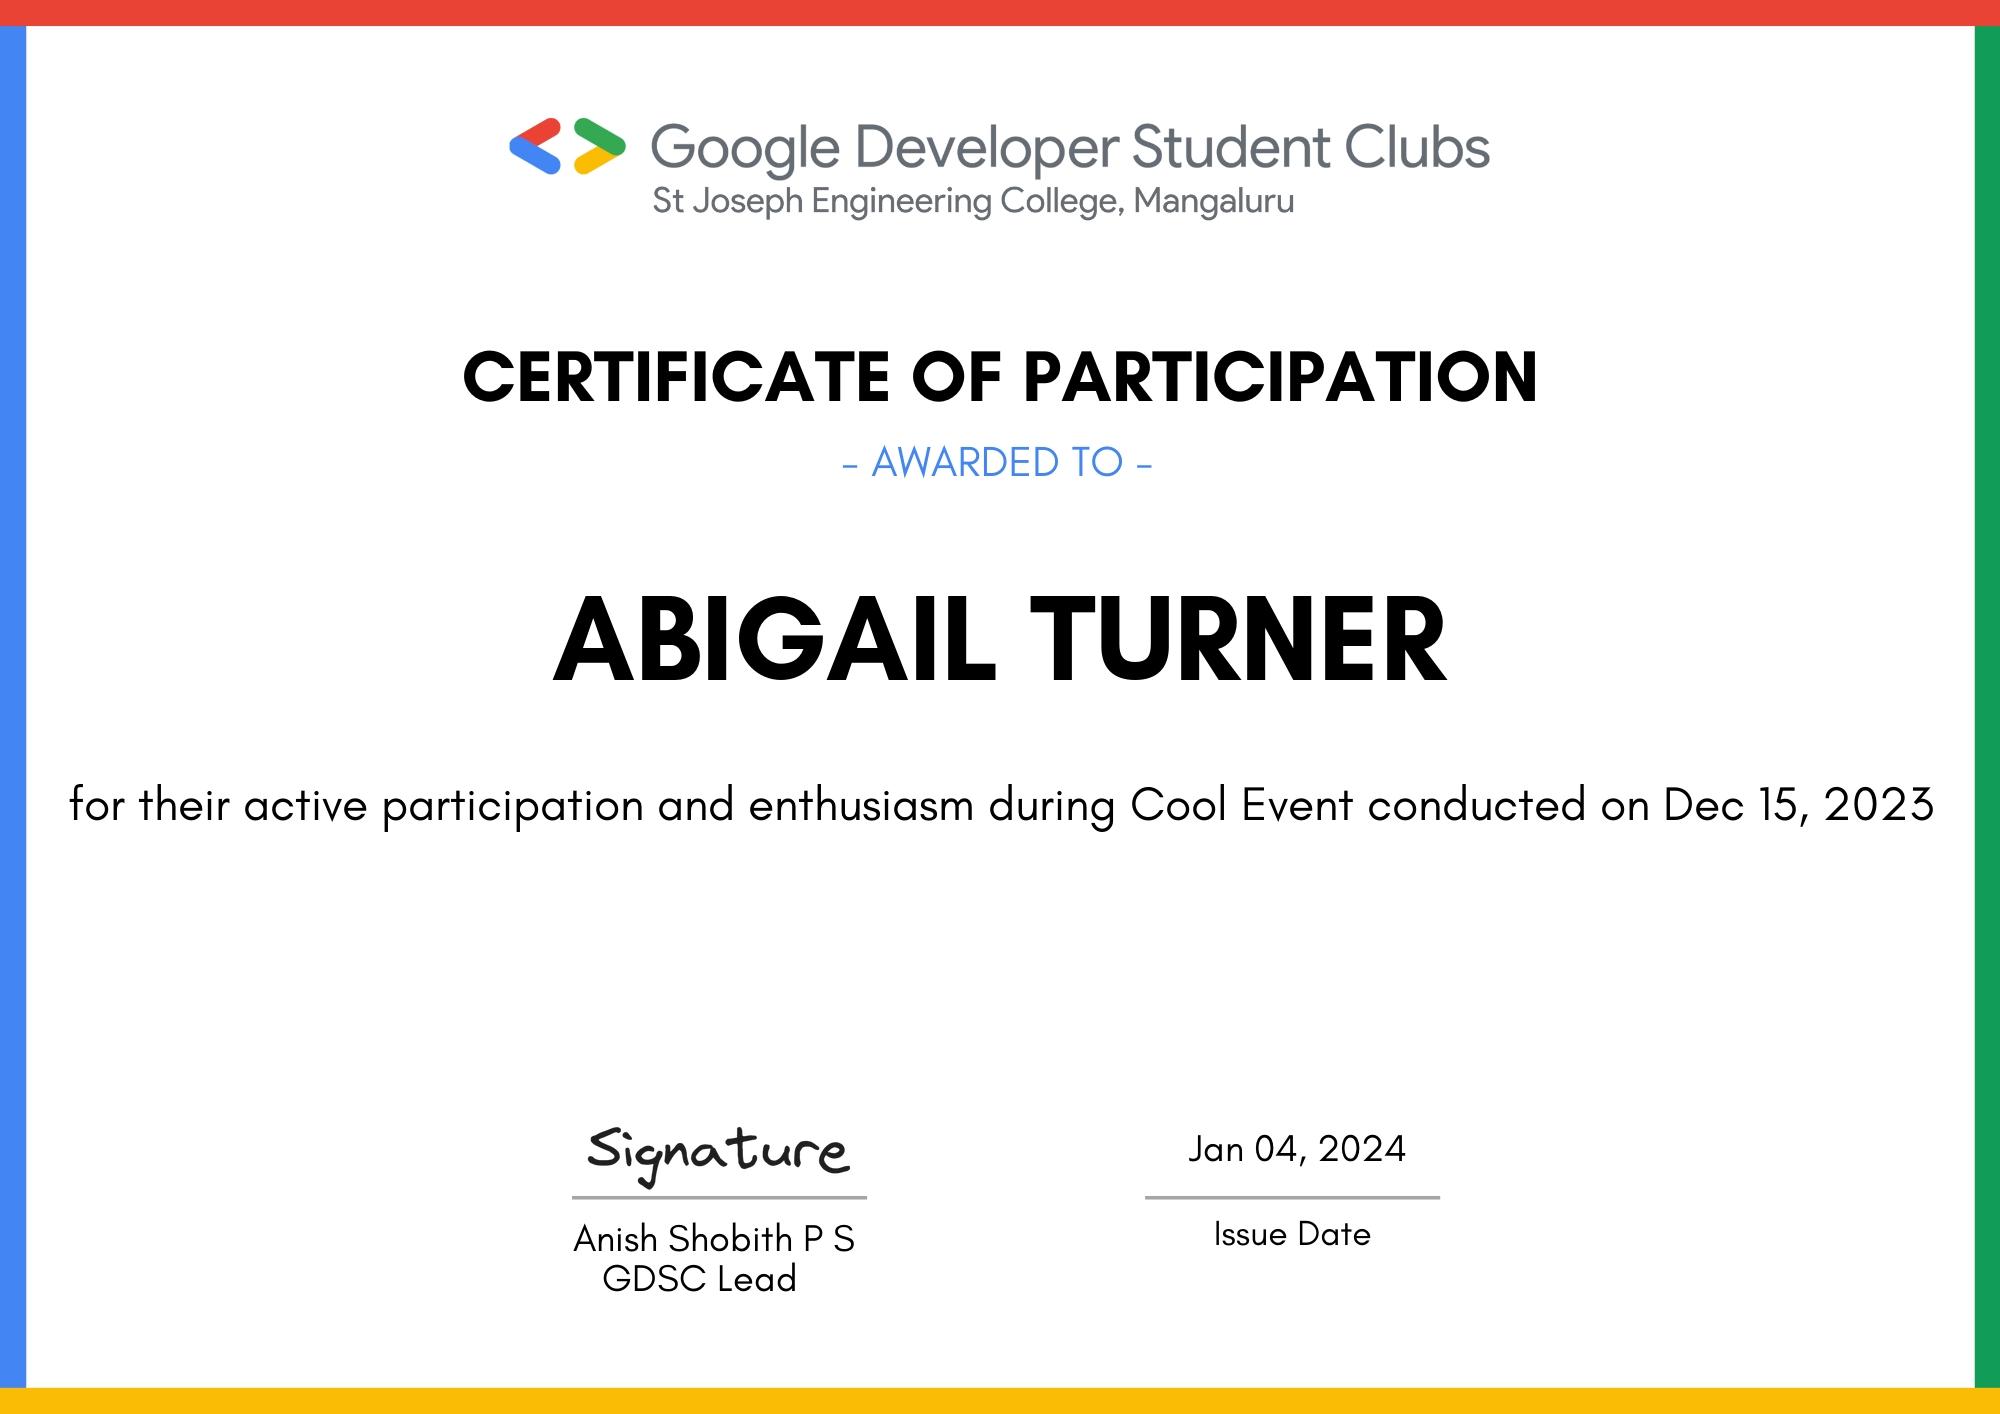 Google Developer Student Clubs
St Joseph Engineering College, Mangaluru
CERTIFICATE OF PARTICIPATION
– AWARDED TO –
ABIGAIL TURNER
for their active participation and enthusiasm during Cool Event conducted on Dec 15, 2023
Signature
Anish Shobith P S
GDSC Lead
Jan 04, 2024
Issue Date